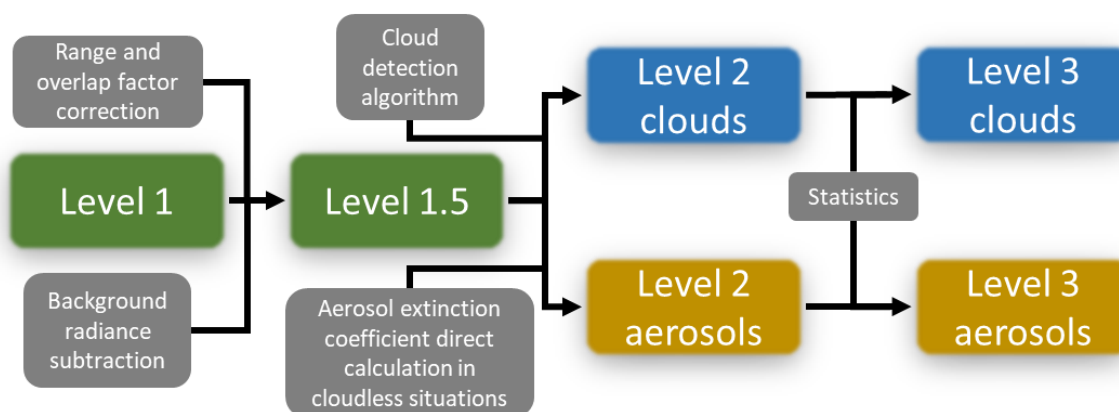 Range and
overlap factor
correction
Cloud
detection
algorithm
Level 2
clouds
Level 3
clouds
Level 1
Level 1.5
Statistics
Background
radiance
subtraction
Aerosol extinction
coefficient direct
calculation in
cloudless situations
Level 2
aerosols
Level 3
aerosols